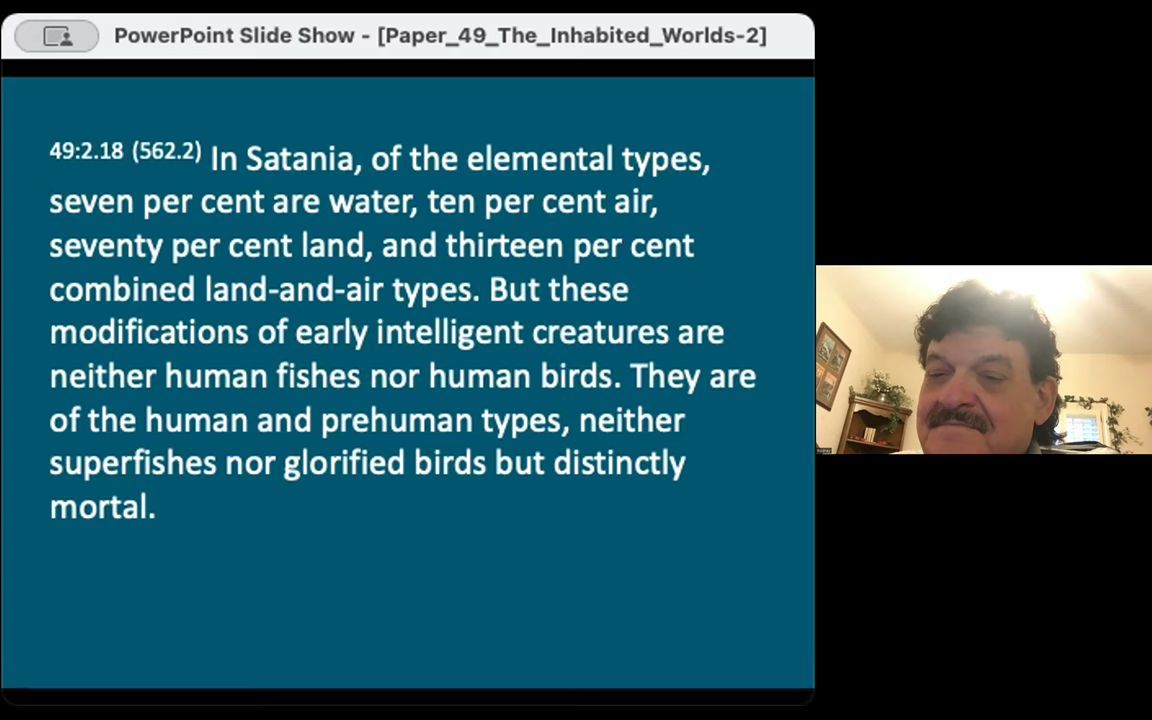 PowerPoint Slide Show - [Paper_49_The_Inhabited_Worlds-2]
49:2.18 (562.2) In Satania, of the elemental types,
seven per cent are water, ten per cent air,
seventy per cent land, and thirteen per cent
combined land-and-air types. But these
modifications of early intelligent creatures are
neither human fishes nor human birds. They are
of the human and prehuman types, neither
superfishes nor glorified birds but distinctly
mortal.